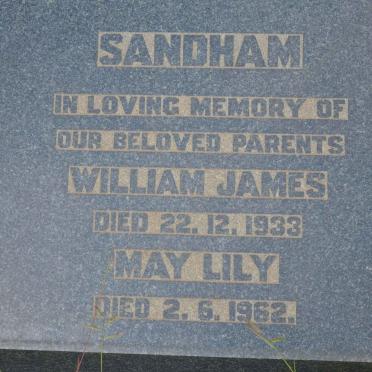 SANDHAM
IN LOVING MEMORY OF
OUR BELOVED PARENTS
WILLIAM JAMES
DIED 22. 12. 1933
MAY LILY
DIED 2. 6. 1962.